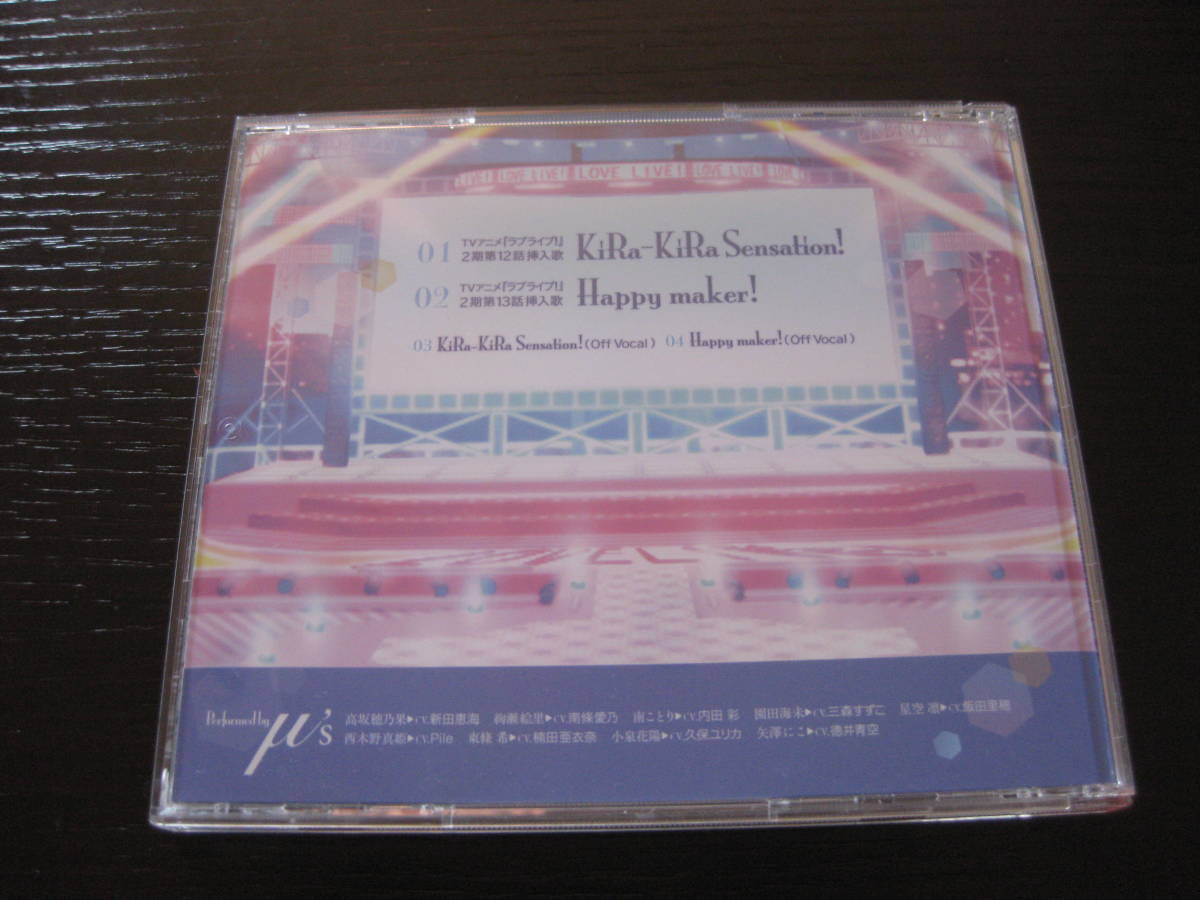 LIVE! LOVE LIVE! LOVE LIVE! LOVE LIVE! LOVE
01 TVアニメ『ラブライブ!』
2期第12話挿入歌 KiRa-KiRa Sensation!
02 TVアニメ『ラブライブ!』
2期第13話挿入歌 Happy maker!
03 KiRa-KiRa Sensation!(Off Vocal) 04 Happy maker!(Off Vocal)
Performed by μ's
高坂穂乃果▶CV.新田恵海 絢瀬絵里▶CV.南條愛乃 南ことり▶CV.内田 彩 園田海未▶CV.三森すずこ 星空 凛▶CV.飯田里穂
西木野真姫▶CV.Pile 東條 希▶CV.楠田亜衣奈 小泉花陽▶CV.久保ユリカ 矢澤にこ▶CV.徳井青空